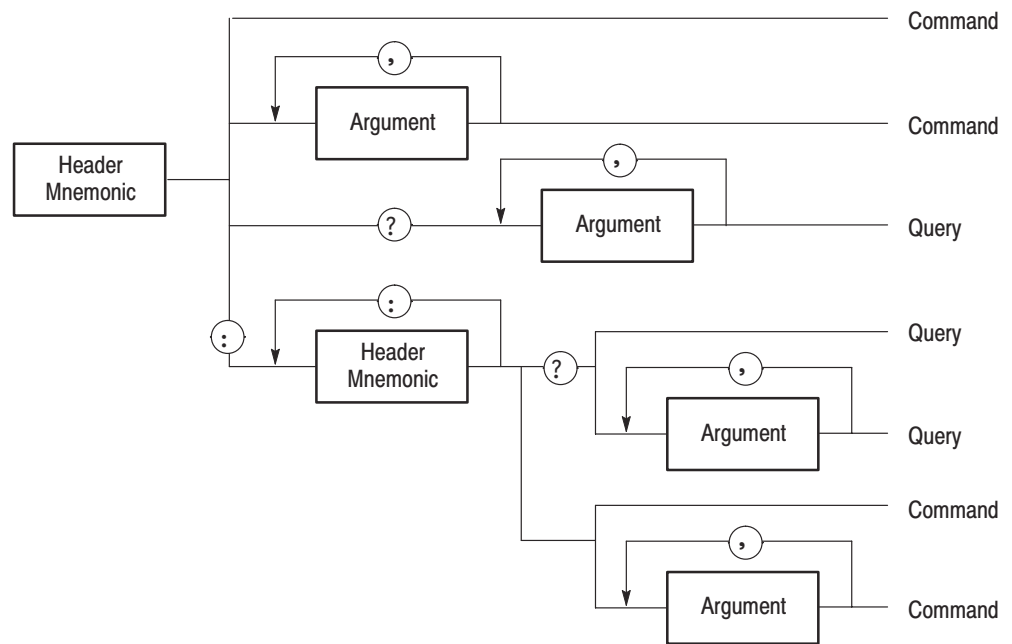 Command
,
Argument
Command
Header
Mnemonic
,
?
Argument
Query
:
:
Header
Mnemonic
?
Query
,
Argument
Query
Command
,
Argument
Command